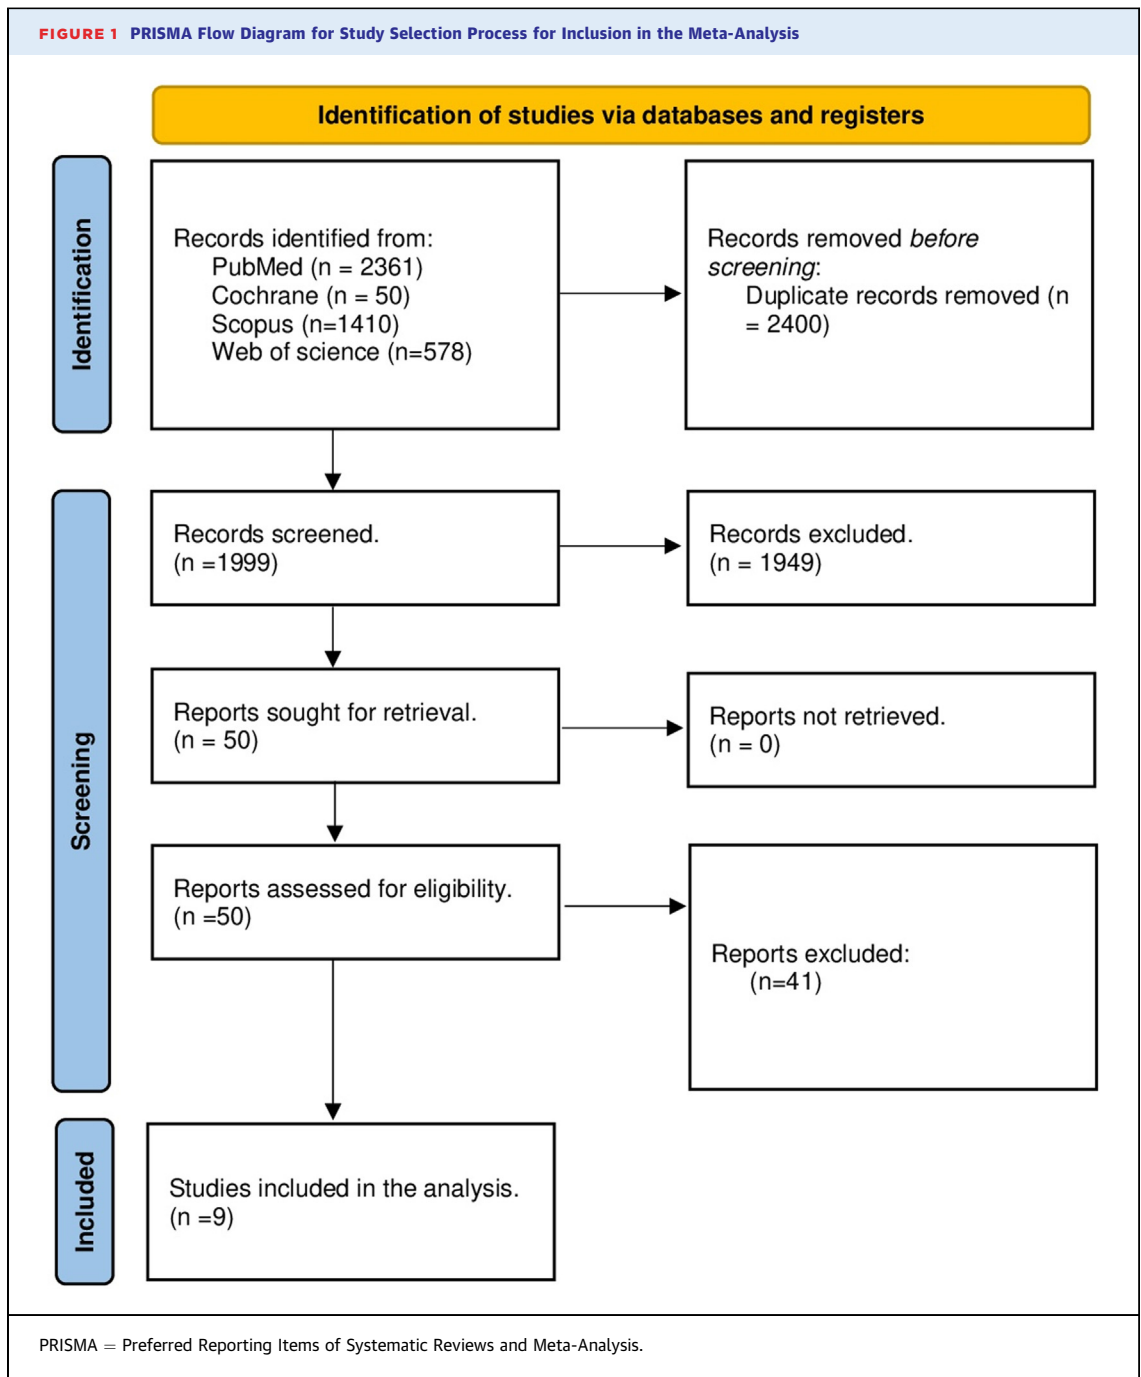 FIGURE 1 PRISMA Flow Diagram for Study Selection Process for Inclusion in the Meta-Analysis
Identification of studies via databases and registers
Identification
Records identified from:
PubMed (n = 2361)
Cochrane (n = 50)
Scopus (n=1410)
Web of science (n=578)
Records removed before
screening:
Duplicate records removed (n
= 2400)
Screening
Records screened.
(n =1999)
Records excluded.
(n = 1949)
Reports sought for retrieval.
(n = 50)
Reports not retrieved.
(n = 0)
Reports assessed for eligibility.
(n =50)
Reports excluded:
(n=41)
Included
Studies included in the analysis.
(n =9)
PRISMA = Preferred Reporting Items of Systematic Reviews and Meta-Analysis.